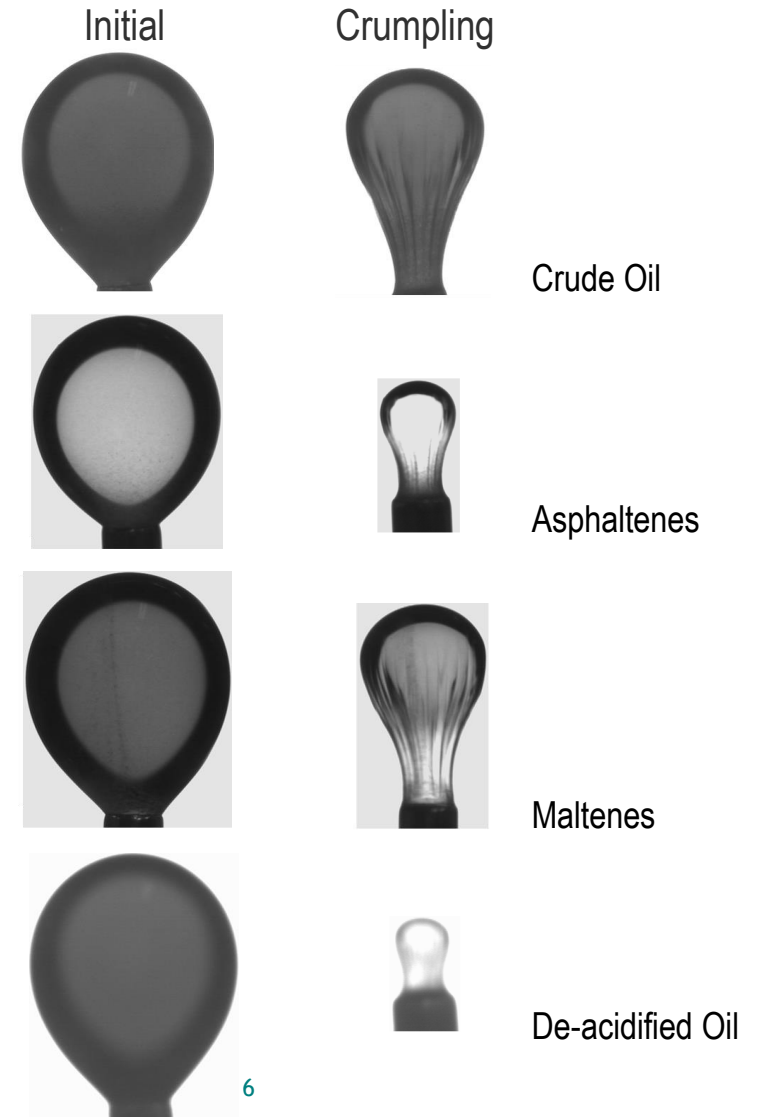 Initial
Crumpling
Crude Oil
Asphaltenes
Maltenes
De-acidified Oil
6